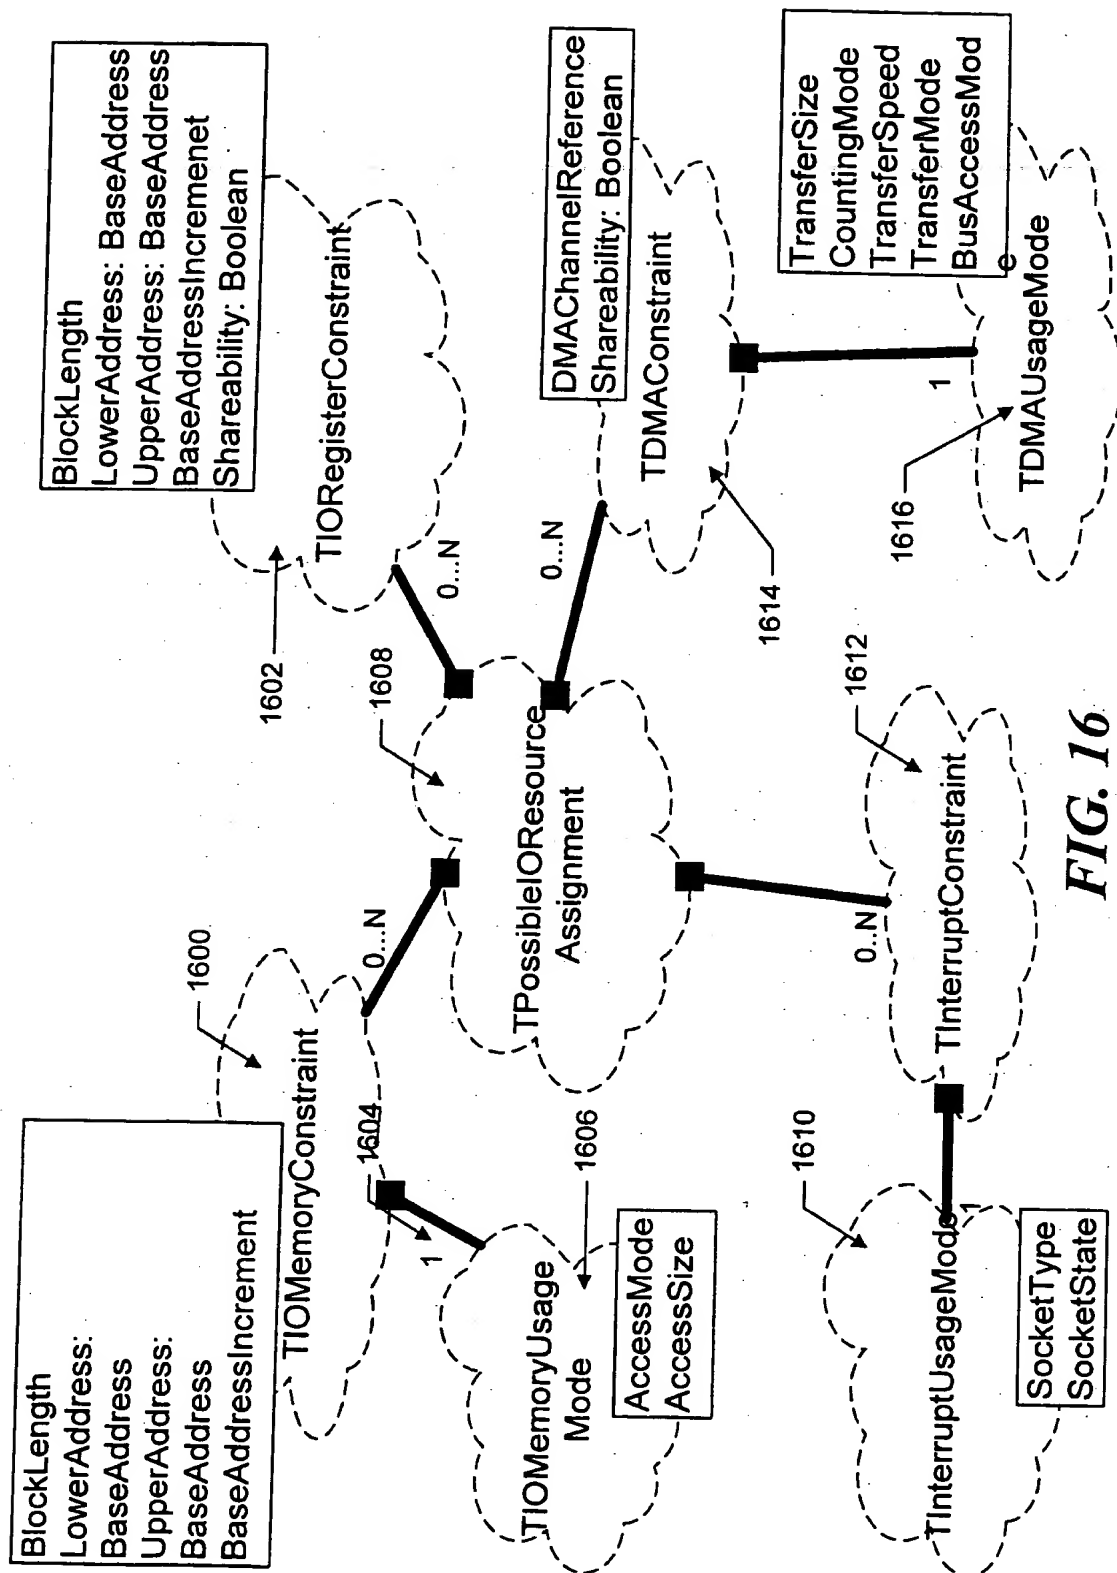 BlockLength
LowerAddress:
BaseAddress
UpperAddress:
BaseAddress
BaseAddressIncrement
1600
TIOMemoryConstraint
1604
1
0...N
TIOMemoryUsage
Mode
1606
AccessMode
AccessSize
BlockLength
LowerAddress: BaseAddress
UpperAddress: BaseAddress
BaseAddressIncremenet
Shareability: Boolean
1602
TIORegisterConstraint
0...N
1608
TPossibleIOResource
Assignment
0...N
DMAChannelReference
Shareability: Boolean
TDMAConstraint
1614
1610
TInterruptUsageMode
1
SocketType
SocketState
0..N
TInterruptConstraint
1612
TransferSize
CountingMode
TransferSpeed
TransferMode
BusAccessMod
e
1
1616
TDMAUsageMode
FIG. 16